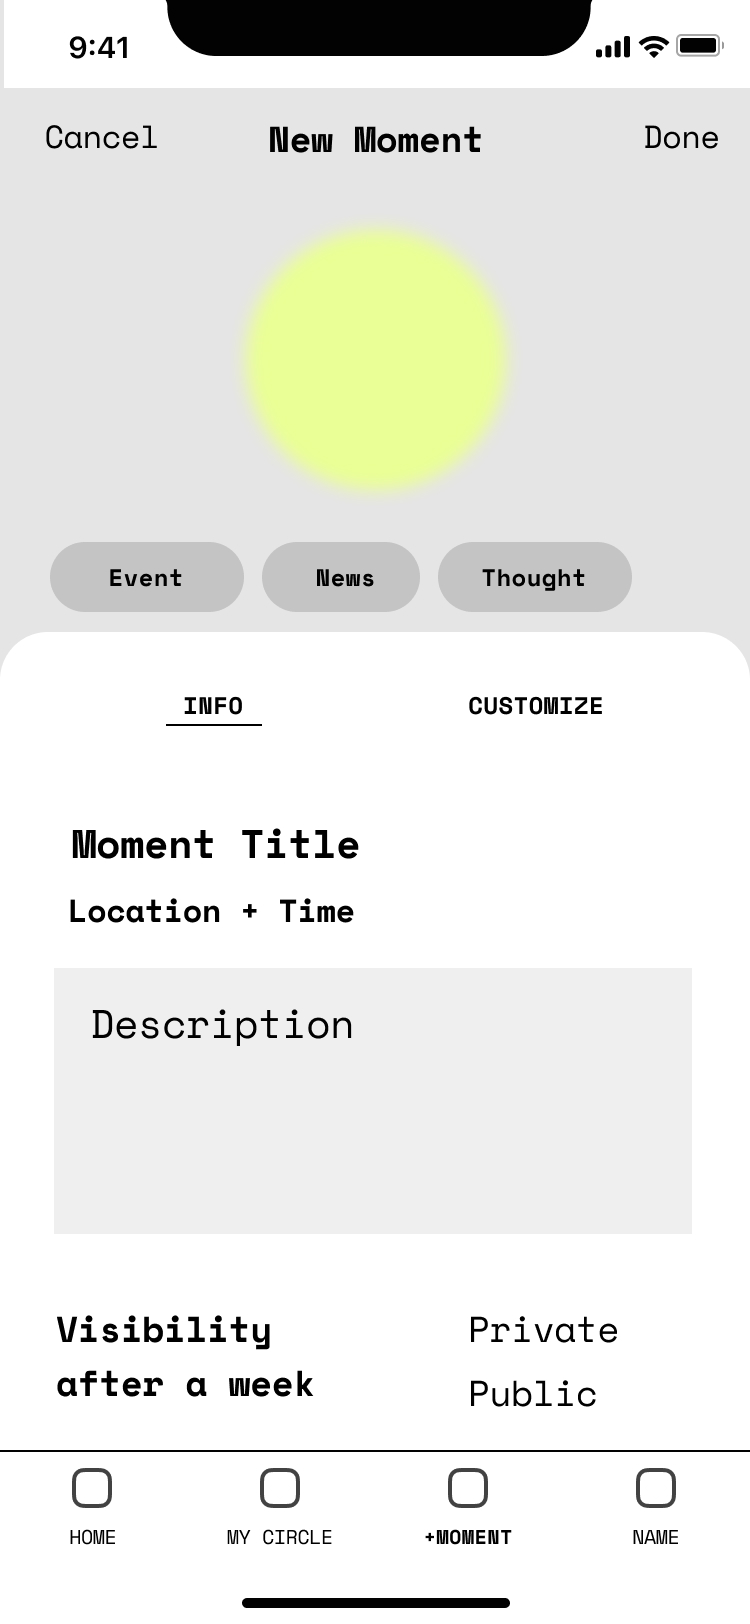 9:41
Cancel New Moment Done
Event News Thought
INFO CUSTOMIZE
Moment Title
Location + Time
Description
Visibility Private
after a week Public
HOME MY CIRCLE +MOMENT NAME